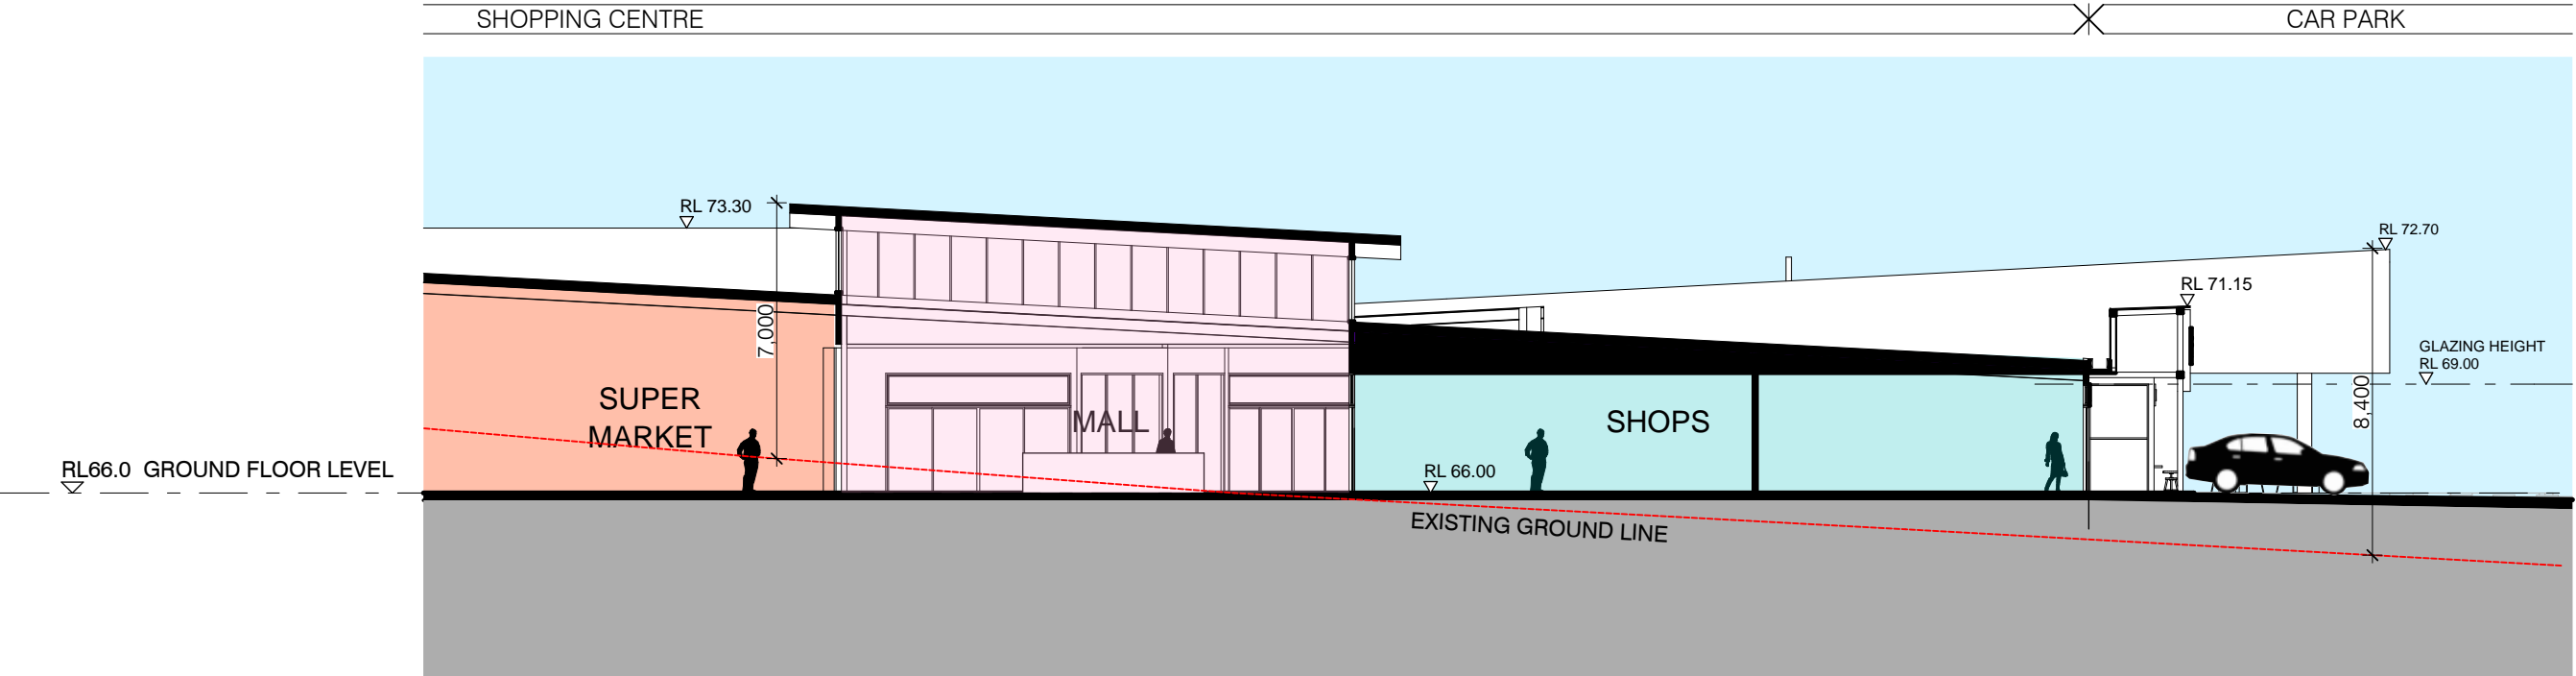 SHOPPING CENTRE
CAR PARK
RL 73.30
RL 72.70
RL 71.15
7,000
GLAZING HEIGHT
RL 69.00
8,400
SUPER
MARKET
MALL
SHOPS
RL66.0 GROUND FLOOR LEVEL
RL 66.00
EXISTING GROUND LINE